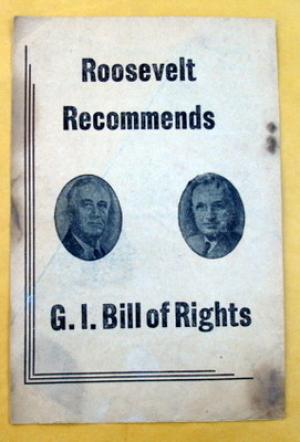 Roosevelt
Recommends
G. I. Bill of Rights